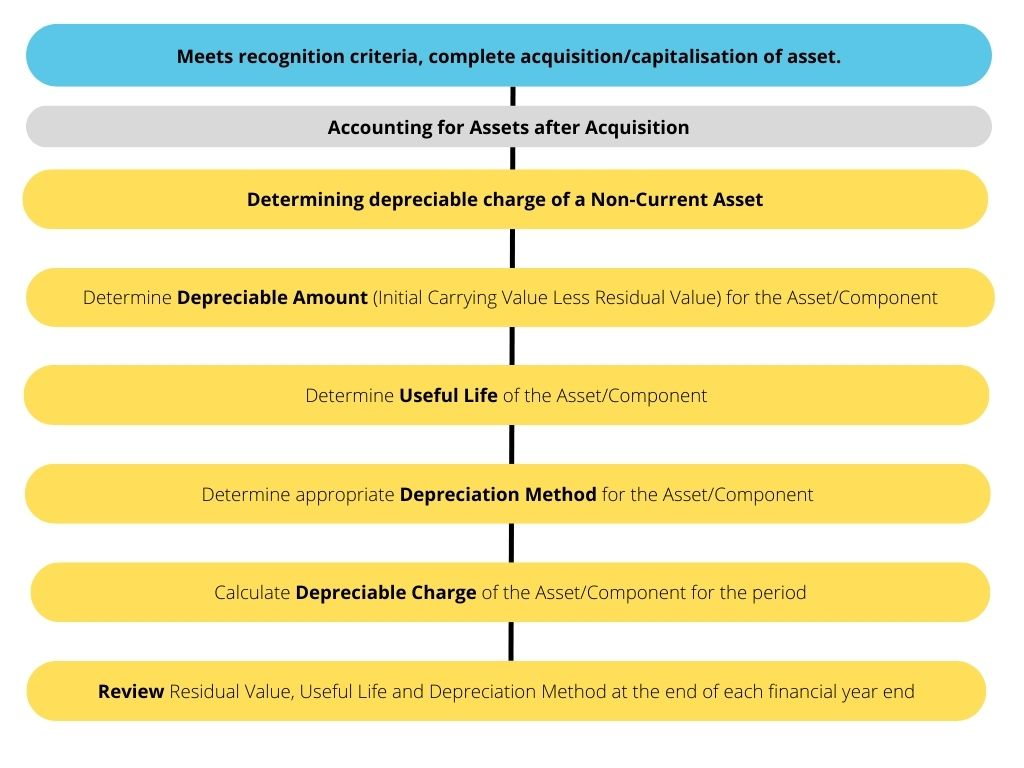 Meets recognition criteria, complete acquisition/capitalisation of asset.
Accounting for Assets after Acquisition
Determining depreciable charge of a Non-Current Asset
Determine Depreciable Amount (Initial Carrying Value Less Residual Value) for the Asset/Component
Determine Useful Life of the Asset/Component
Determine appropriate Depreciation Method for the Asset/Component
Calculate Depreciable Charge of the Asset/Component for the period
Review Residual Value, Useful Life and Depreciation Method at the end of each financial year end